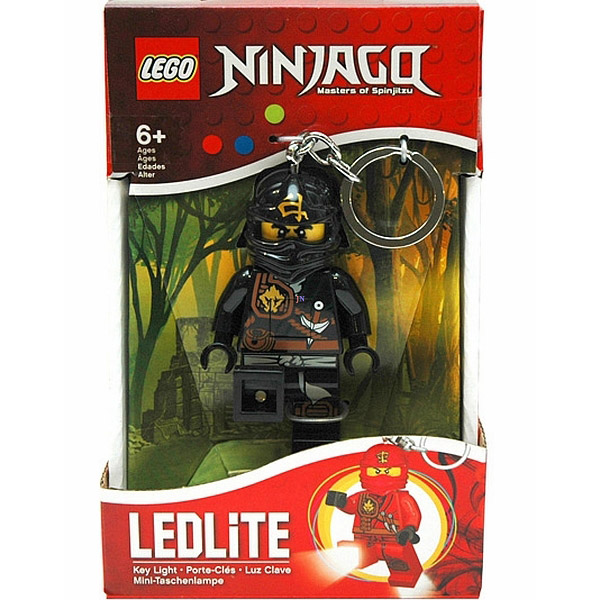 LEGO
NINJAGO
Masters of Spinjitzu
6+
Ages
Âges
Edades
Alter
LEDLiTE
Key Light · Porte-Clés · Luz Clave
Mini-Taschenlampe